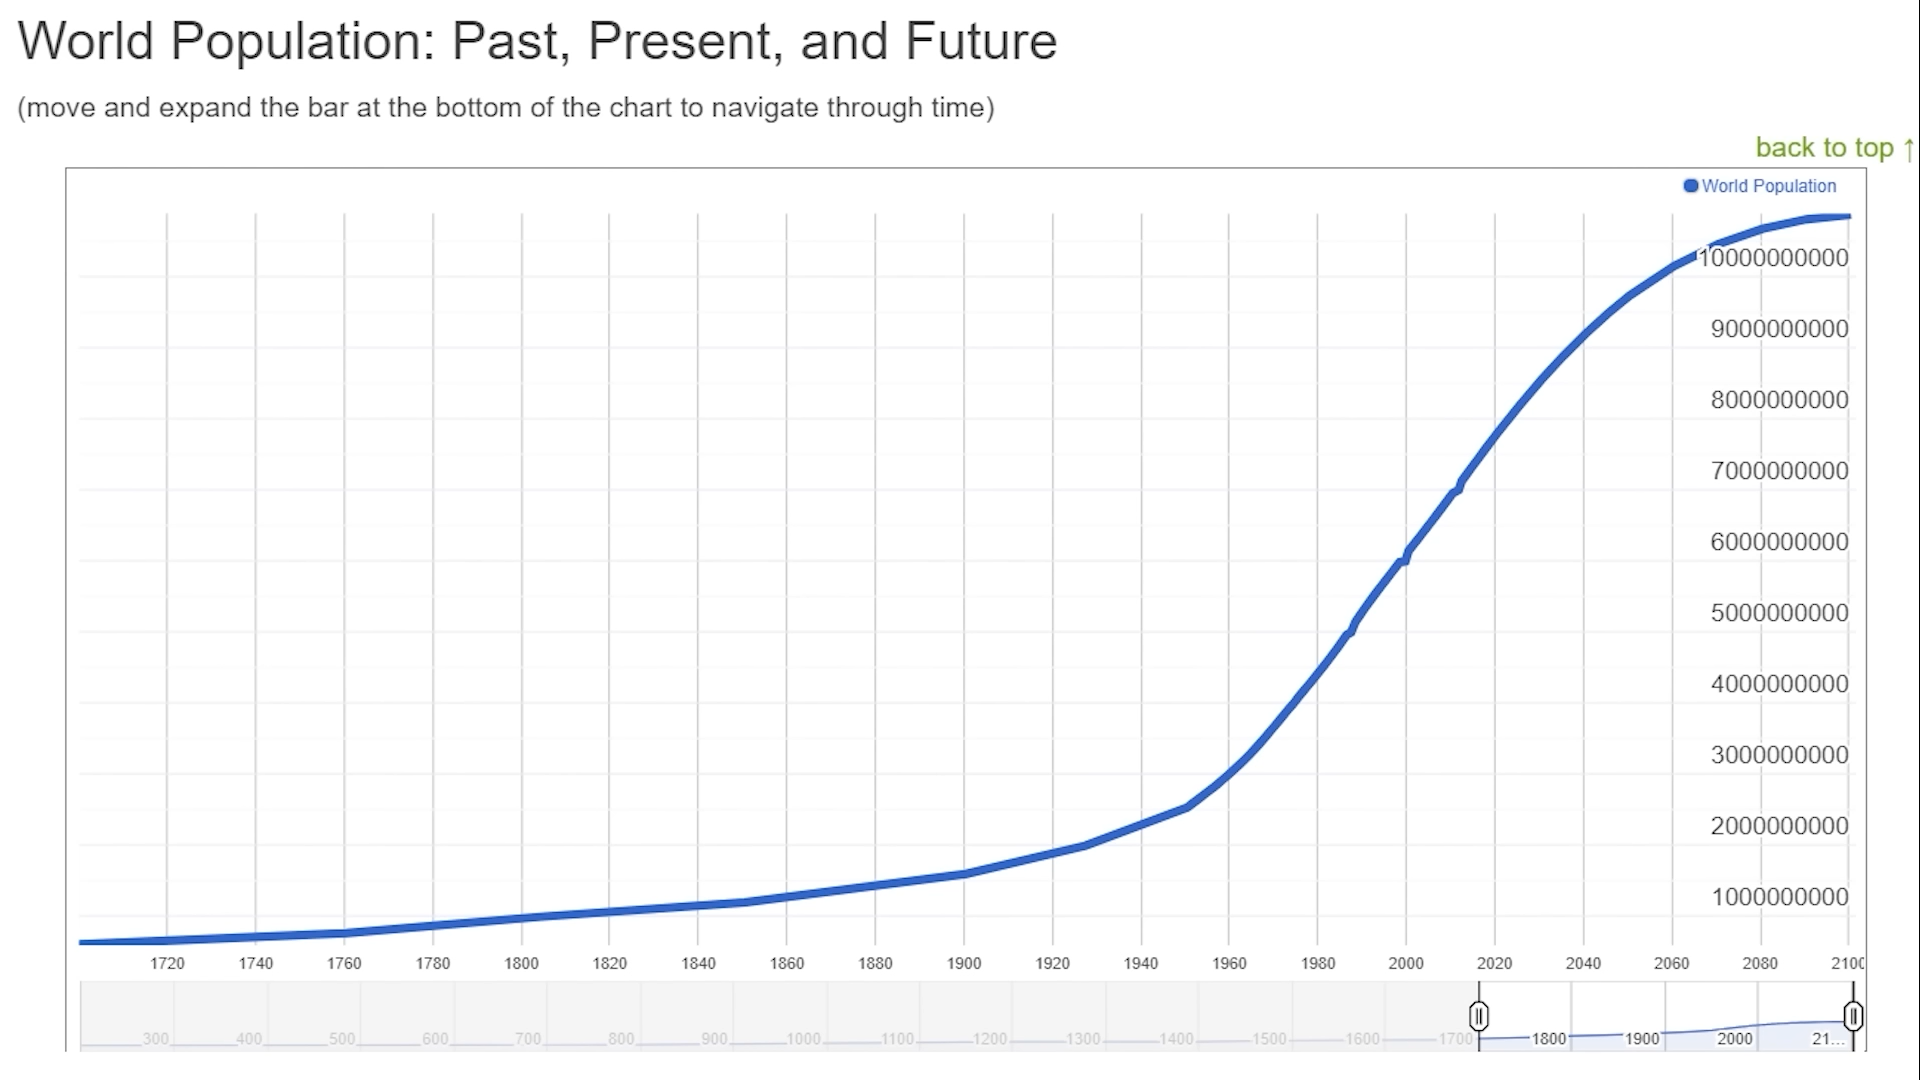 World Population: Past, Present, and Future
(move and expand the bar at the bottom of the chart to navigate through time)
back to top ↑
World Population
10000000000
9000000000
8000000000
7000000000
6000000000
5000000000
4000000000
3000000000
2000000000
1000000000
1720 1740 1760 1780 1800 1820 1840 1860 1880 1900 1920 1940 1960 1980 2000 2020 2040 2060 2080 2100
300 400 500 600 700 800 900 1000 1100 1200 1300 1400 1500 1600 1700 1800 1900 2000 21...